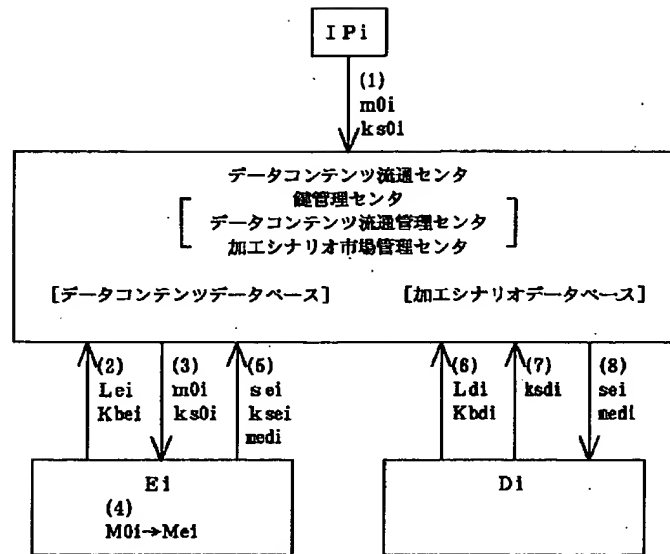 IPi
(1)
m0i
ks0i
データコンテンツ流通センタ
鍵管理センタ
データコンテンツ流通管理センタ
加工シナリオ市場管理センタ
[データコンテンツデータベース] [加工シナリオデータベース]
(2)
Lei
Kbei
(3)
m0i
ks0i
(5)
sei
ksei
medi
(6)
Ldi
Kbdi
(7)
ksdi
(8)
sei
medi
Ei
(4)
M0i→Mei
Di